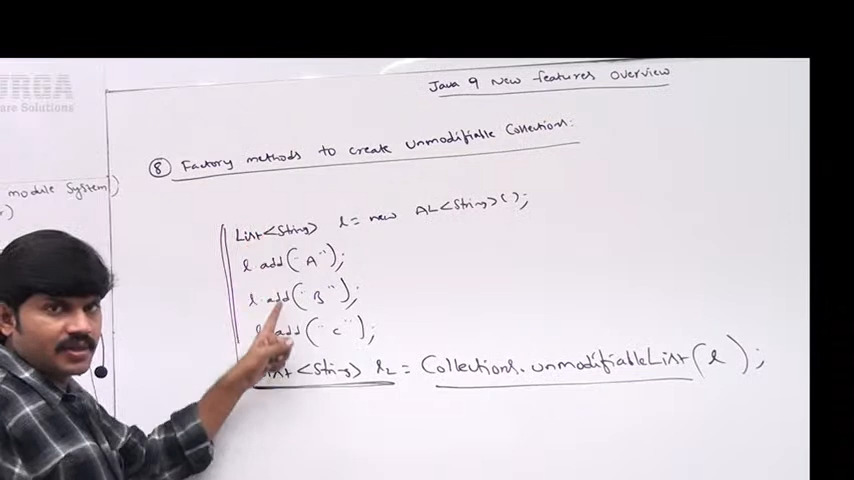 Java 9 New features Overview
URGA
are Solutions
module System)
⑧ Factory methods to create unmodifiable Collections:
List<String> l = new AL<String>();
l.add("A");
l.add("B");
l.add("C");
List<String> l2 = Collections.unmodifiableList(l);